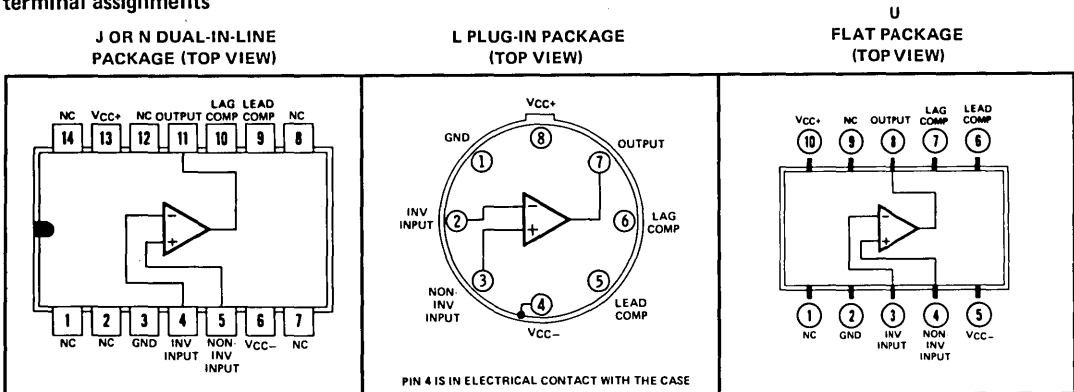 terminal assignments
J OR N DUAL-IN-LINE
PACKAGE (TOP VIEW)
NC VCC+ NC OUTPUT LAG COMP LEAD COMP NC
14 13 12 11 10 9 8
- +
1 2 3 4 5 6 7
NC NC GND INV INPUT NON-INV INPUT VCC- NC
L PLUG-IN PACKAGE
(TOP VIEW)
VCC+
8
GND
1
OUTPUT
7
INV
INPUT
2
- +
6
LAG
COMP
3
NON-
INV
INPUT
4
VCC-
5
LEAD
COMP
PIN 4 IS IN ELECTRICAL CONTACT WITH THE CASE
U
FLAT PACKAGE
(TOP VIEW)
VCC+ NC OUTPUT LAG COMP LEAD COMP
10 9 8 7 6
- +
1 2 3 4 5
NC GND INV INPUT NON-INV INPUT VCC-